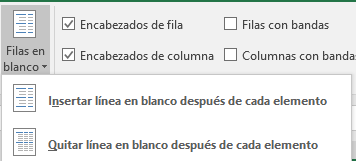 Filas en
blanco
Encabezados de fila
Filas con bandas
Encabezados de columna
Columnas con bandas
Insertar línea en blanco después de cada elemento
Quitar línea en blanco después de cada elemento